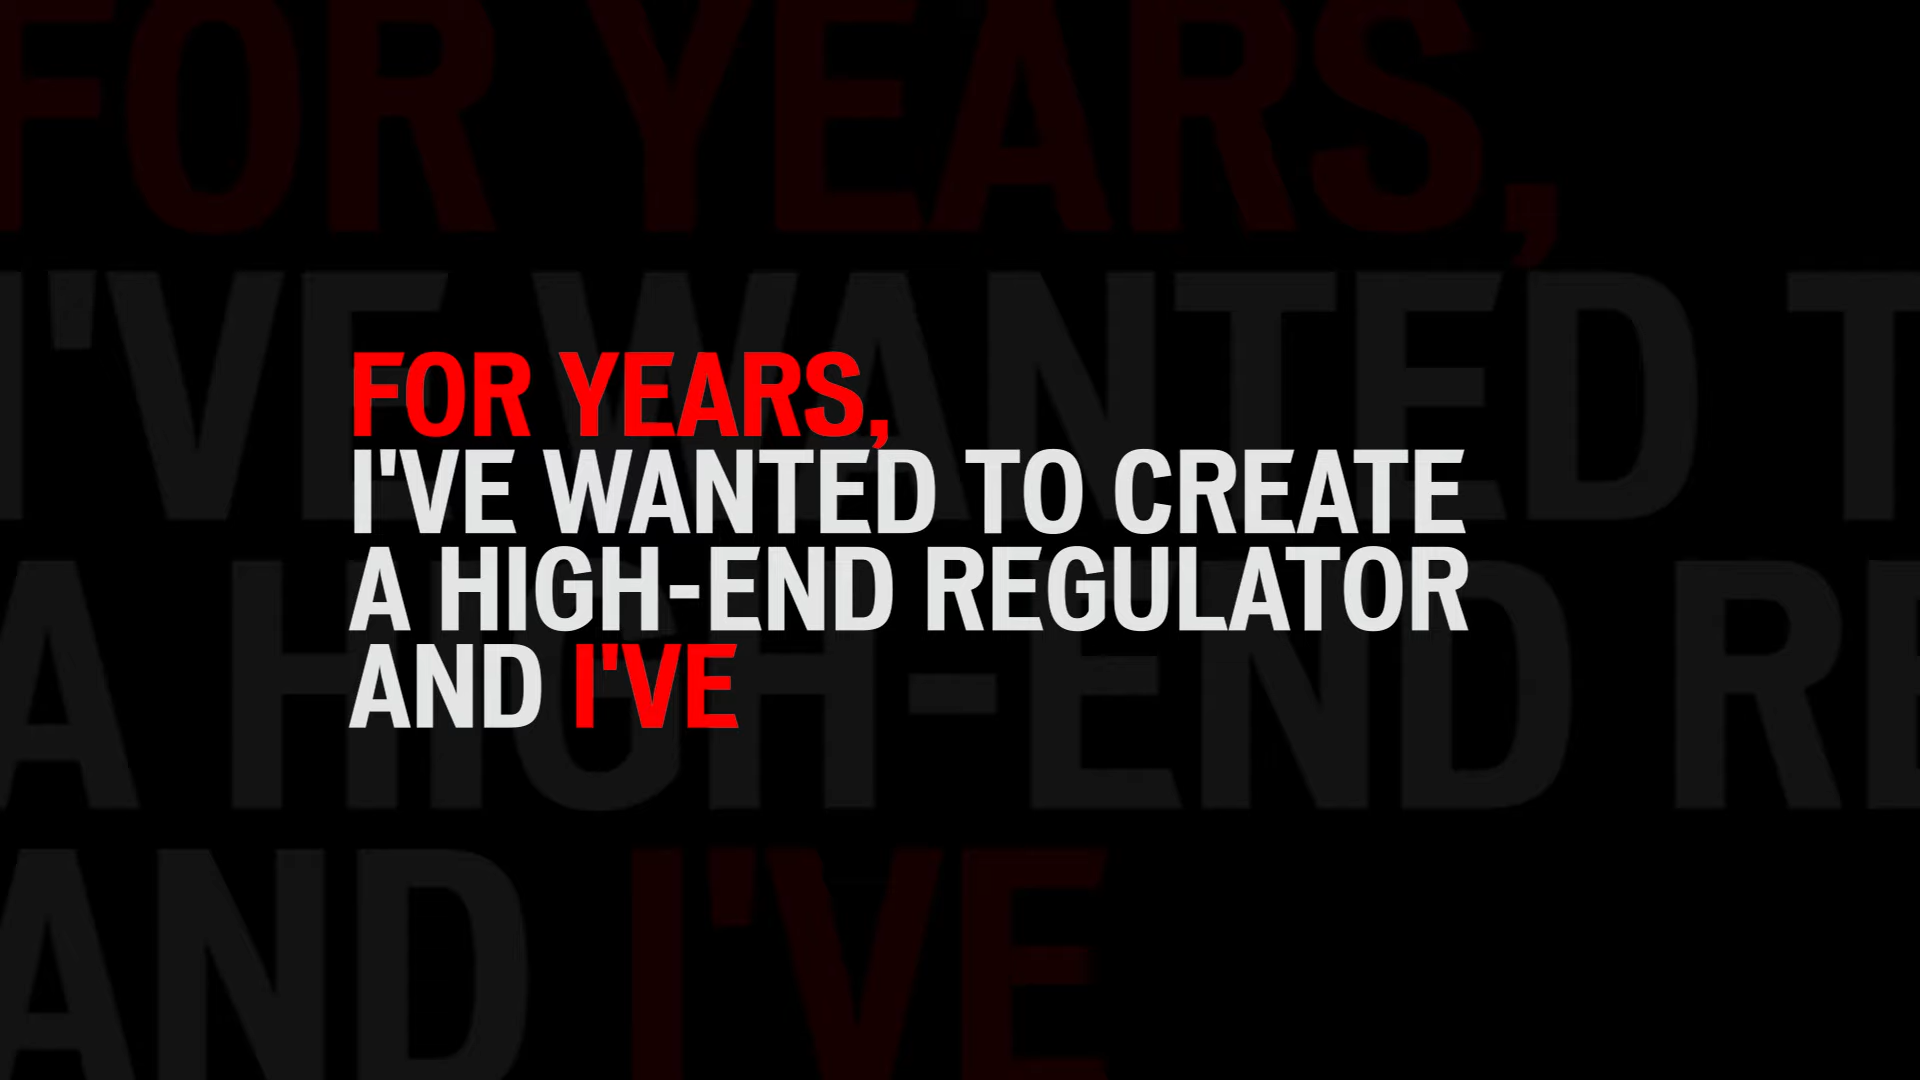 FOR YEARS,
I'VE WANTED TO CREATE
A HIGH-END REGULATOR
AND I'VE